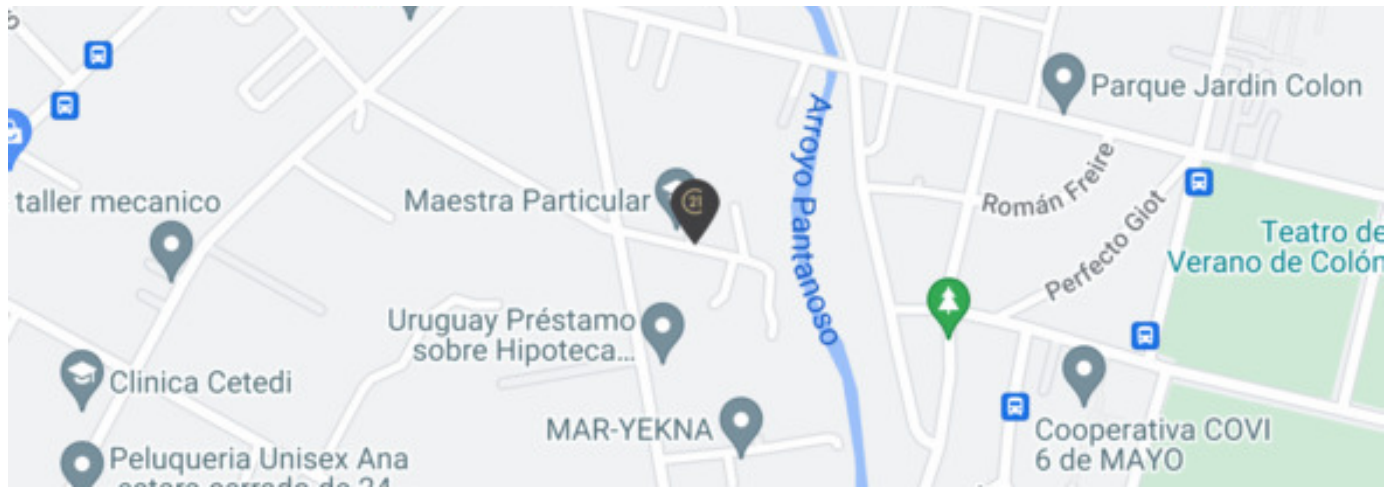 Parque Jardin Colon
Arroyo Pantanoso
Román Freire
Maestra Particular
21
taller mecanico
Perfecto Giot
Teatro de
Verano de Colón
Uruguay Préstamo
sobre Hipoteca...
Clinica Cetedi
MAR-YEKNA
Cooperativa COVI
6 de MAYO
Peluqueria Unisex Ana